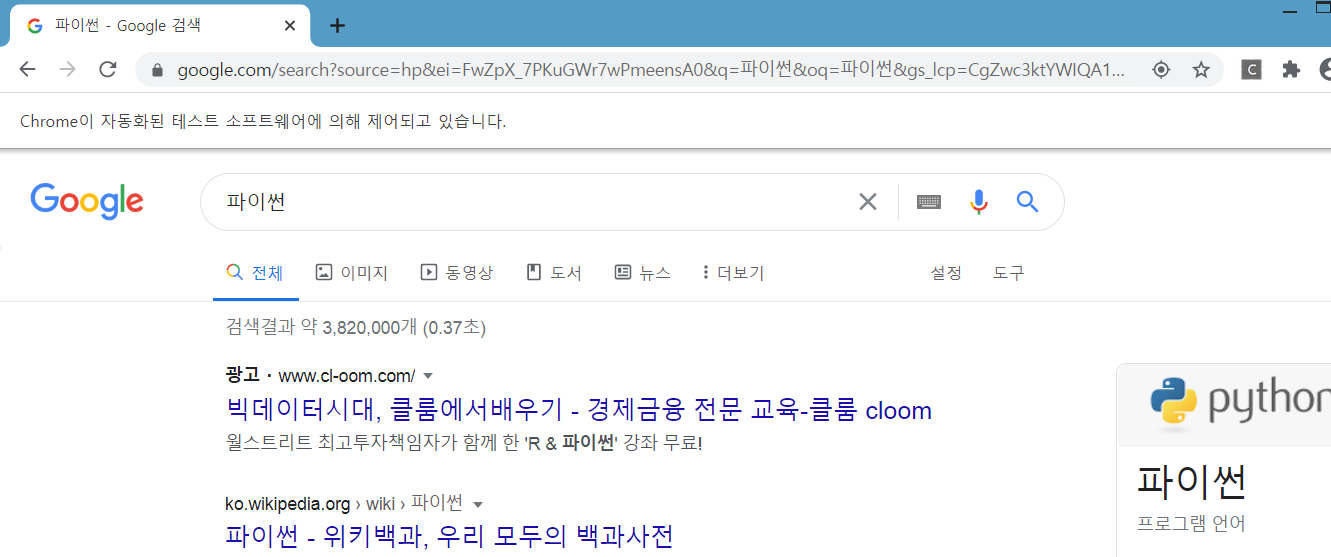 파이썬 - Google 검색
google.com/search?source=hp&ei=FwZpX_7PKuGWr7wPmeensA0&q=파이썬&oq=파이썬&gs_lcp=CgZwc3ktYWIQA1...
C
Chrome이 자동화된 테스트 소프트웨어에 의해 제어되고 있습니다.
Google 파이썬
전체 이미지 동영상 도서 뉴스 더보기 설정 도구
검색결과 약 3,820,000개 (0.37초)
광고 · www.cl-oom.com/
빅데이터시대, 클룸에서배우기 - 경제금융 전문 교육-클룸 cloom
월스트리트 최고투자책임자가 함께 한 'R & 파이썬' 강좌 무료!
ko.wikipedia.org › wiki › 파이썬
파이썬 - 위키백과, 우리 모두의 백과사전
python
파이썬
프로그램 언어